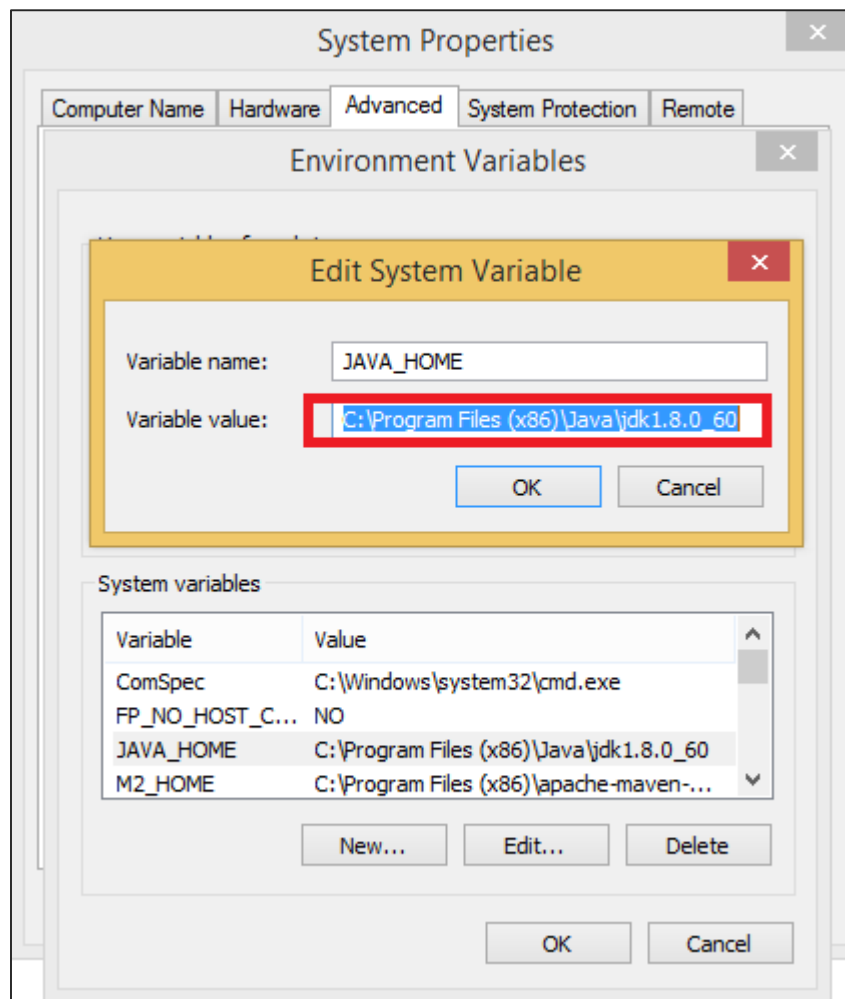 System Properties
Computer Name Hardware Advanced System Protection Remote
Environment Variables
Edit System Variable
Variable name: JAVA_HOME
Variable value: C:\Program Files (x86)\Java\jdk1.8.0_60
OK Cancel
System variables
Variable Value
ComSpec C:\Windows\system32\cmd.exe
FP_NO_HOST_C... NO
JAVA_HOME C:\Program Files (x86)\Java\jdk1.8.0_60
M2_HOME C:\Program Files (x86)\apache-maven-...
New... Edit... Delete
OK Cancel